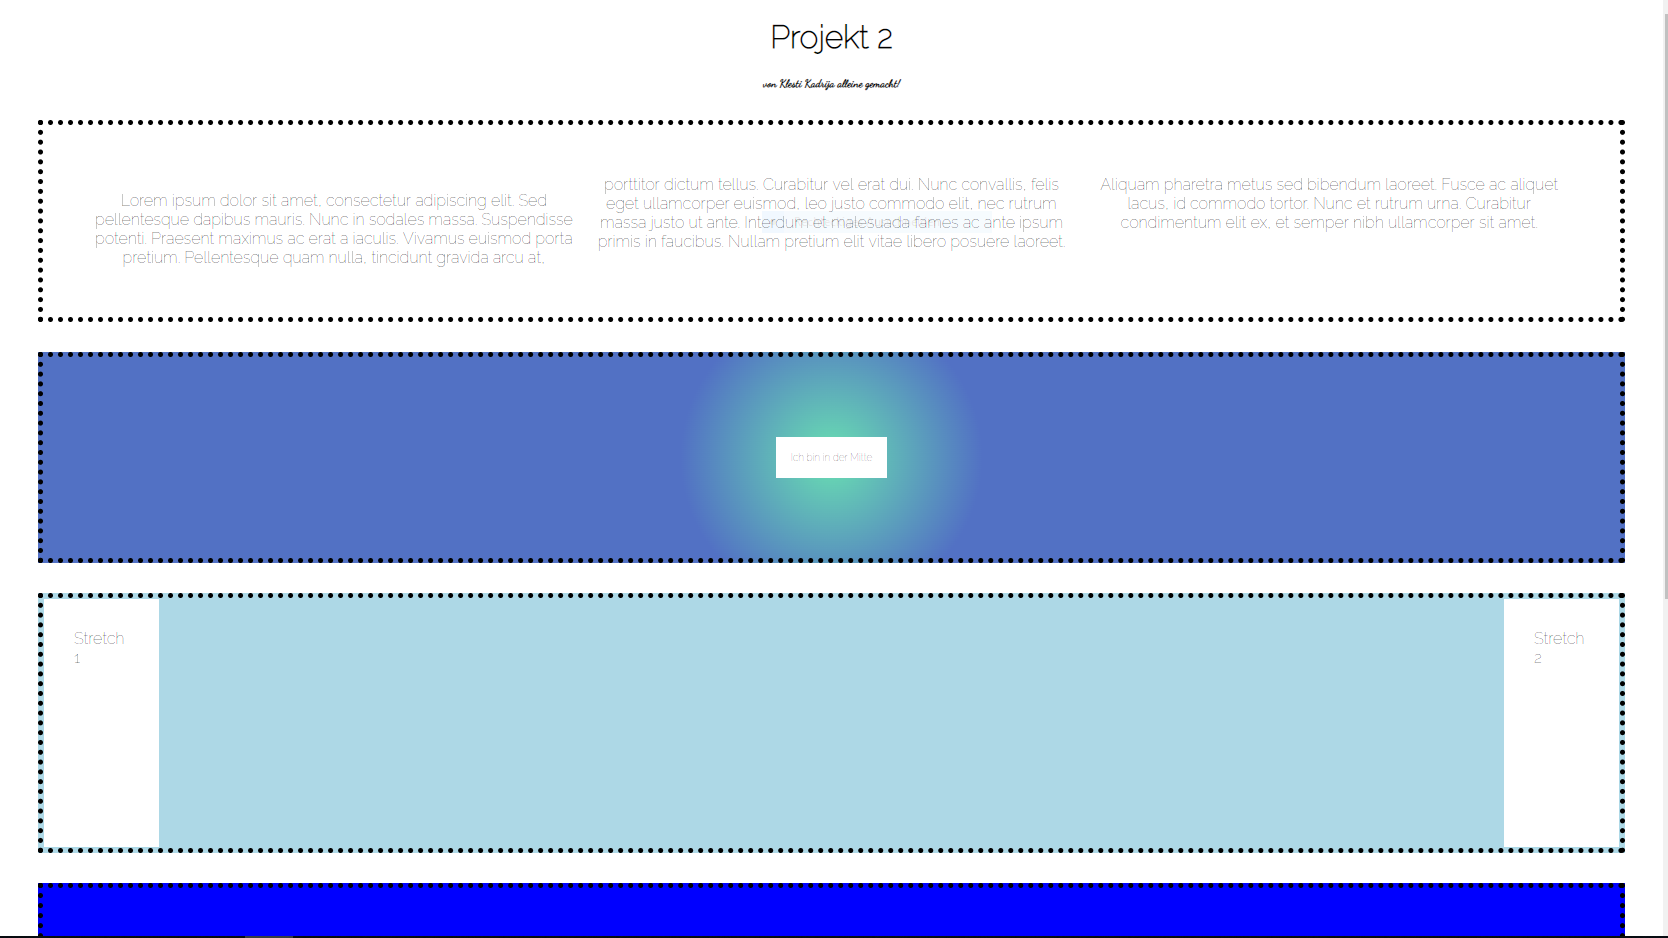 Projekt 2
von Klesti Kadrija alleine gemacht!
Lorem ipsum dolor sit amet, consectetur adipiscing elit. Sed
pellentesque dapibus mauris. Nunc in sodales massa. Suspendisse
potenti. Praesent maximus ac erat a iaculis. Vivamus euismod porta
pretium. Pellentesque quam nulla, tincidunt gravida arcu at,
porttitor dictum tellus. Curabitur vel erat dui. Nunc convallis, felis
eget ullamcorper euismod, leo justo commodo elit, nec rutrum
massa justo ut ante. Interdum et malesuada fames ac ante ipsum
primis in faucibus. Nullam pretium elit vitae libero posuere laoreet.
Aliquam pharetra metus sed bibendum laoreet. Fusce ac aliquet
lacus, id commodo tortor. Nunc et rutrum urna. Curabitur
condimentum elit ex, et semper nibh ullamcorper sit amet.
Ich bin in der Mitte
Stretch
1
Stretch
2